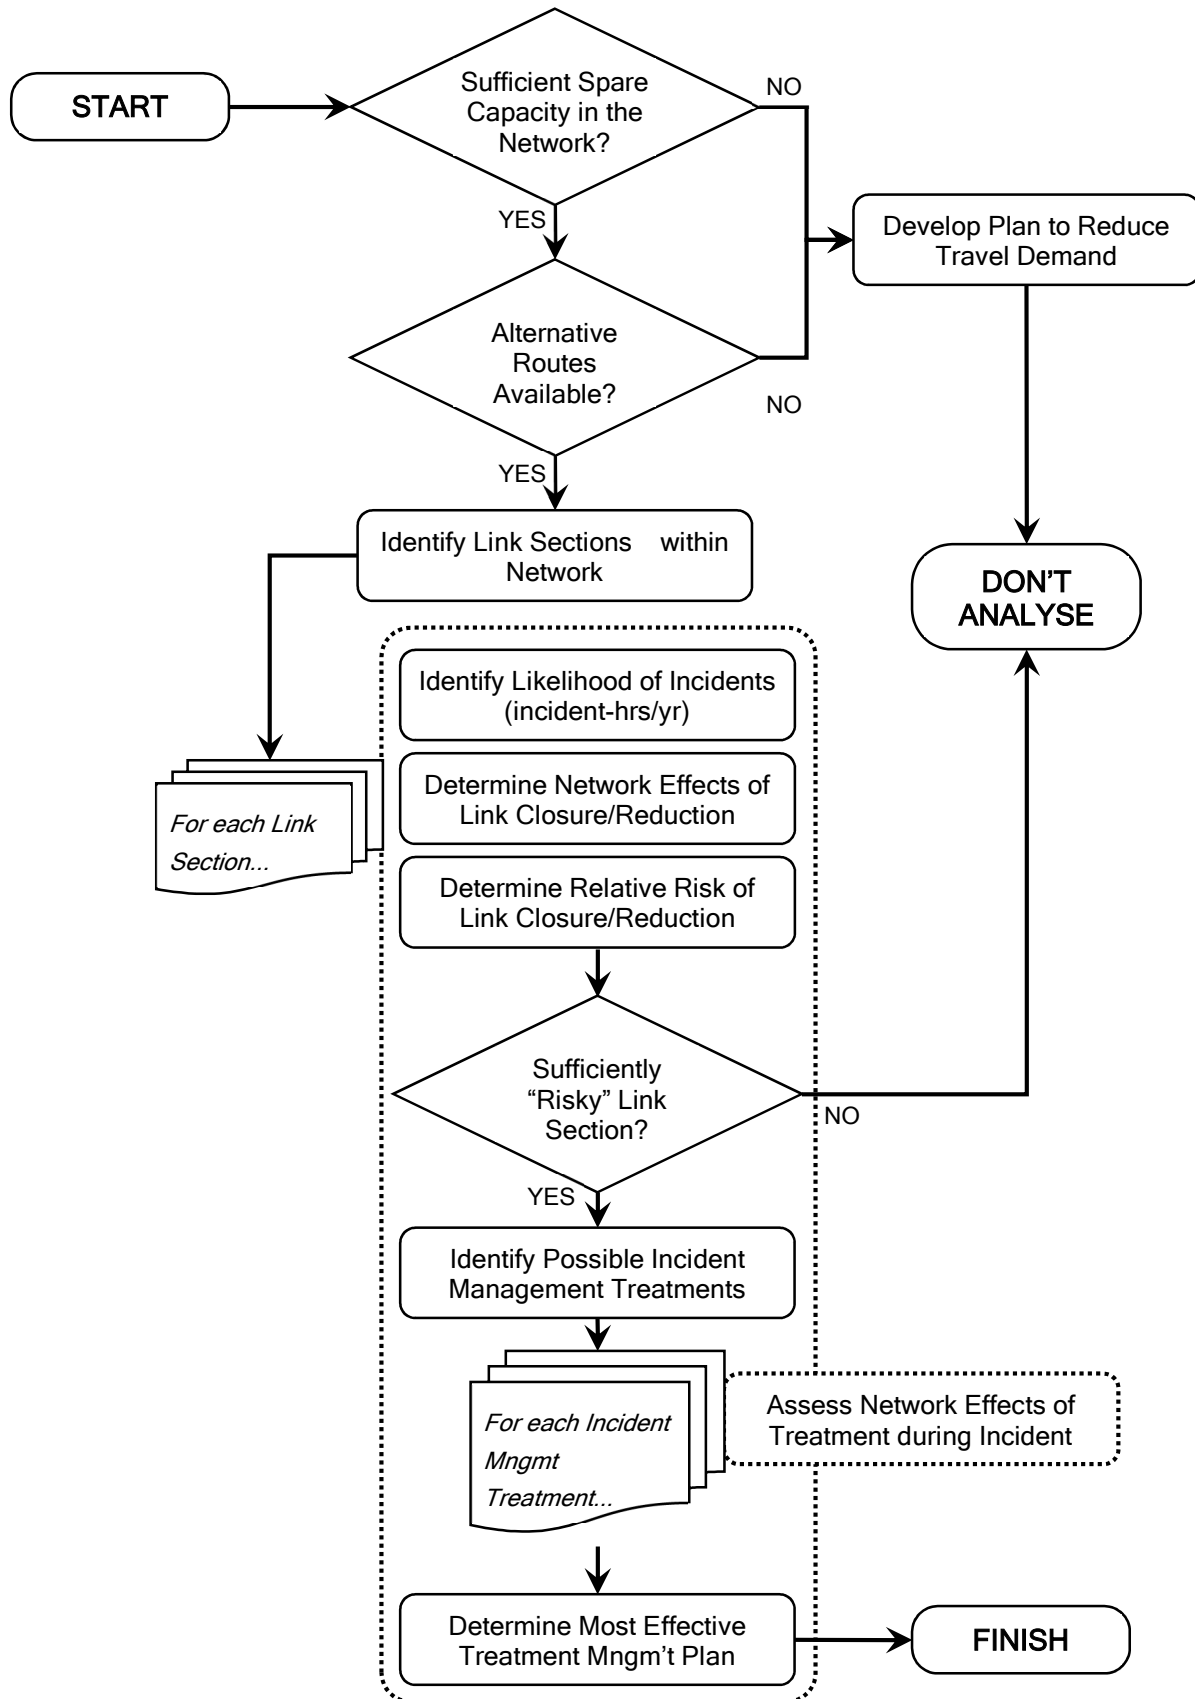 START
Sufficient Spare
Capacity in the
Network?
NO
YES
Develop Plan to Reduce
Travel Demand
Alternative
Routes
Available?
NO
YES
Identify Link Sections within
Network
DON'T
ANALYSE
Identify Likelihood of Incidents
(incident-hrs/yr)
Determine Network Effects of
Link Closure/Reduction
For each Link
Section...
Determine Relative Risk of
Link Closure/Reduction
Sufficiently
“Risky” Link
Section?
NO
YES
Identify Possible Incident
Management Treatments
For each Incident
Mngmt
Treatment...
Assess Network Effects of
Treatment during Incident
Determine Most Effective
Treatment Mngm't Plan
FINISH